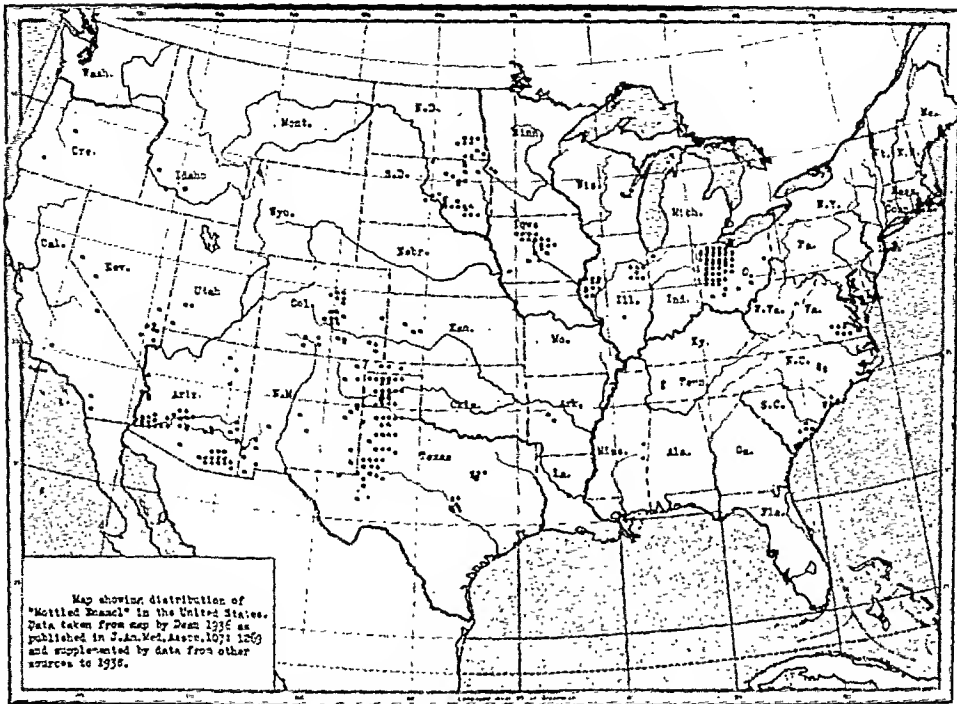 Wash.
Mont.
N.D.
Minn
Me.
Ore.
Idaho
S.D.
Wis.
Mich.
N.Y.
Mass.
Wyo.
Iowa
Pa.
Cal.
Nev.
Utah
Nebr.
Ill.
Ind.
O.
W.Va.
Va.
Col.
Kan.
Mo.
Ky.
N.C.
Ariz.
N.M.
Okla.
Ark.
Tenn.
S.C.
Texas
La.
Miss.
Ala.
Ga.
Fla.
Map showing distribution of
"Mottled Enamel" in the United States.
Data taken from map by Dean 1936 as
published in J.Am.Med.Assoc.107: 1269
and supplemented by data from other
sources to 1938.